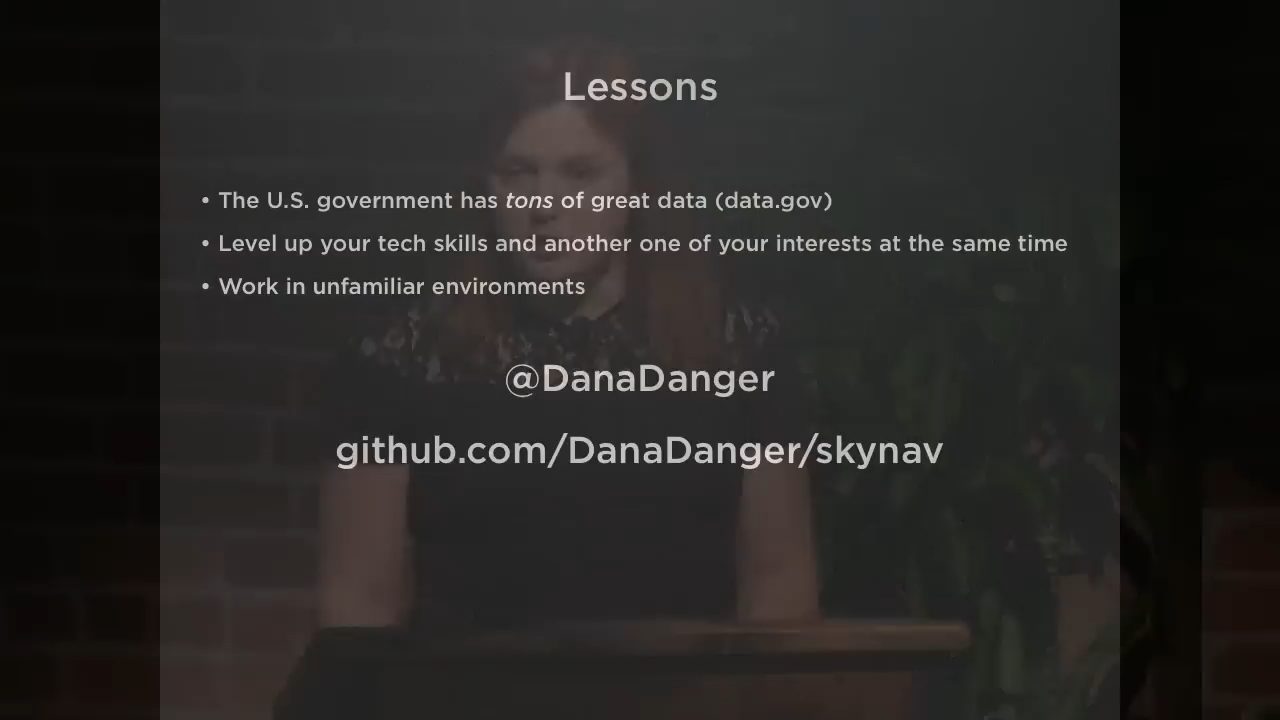 Lessons
• The U.S. government has tons of great data (data.gov)
• Level up your tech skills and another one of your interests at the same time
• Work in unfamiliar environments
@DanaDanger
github.com/DanaDanger/skynav